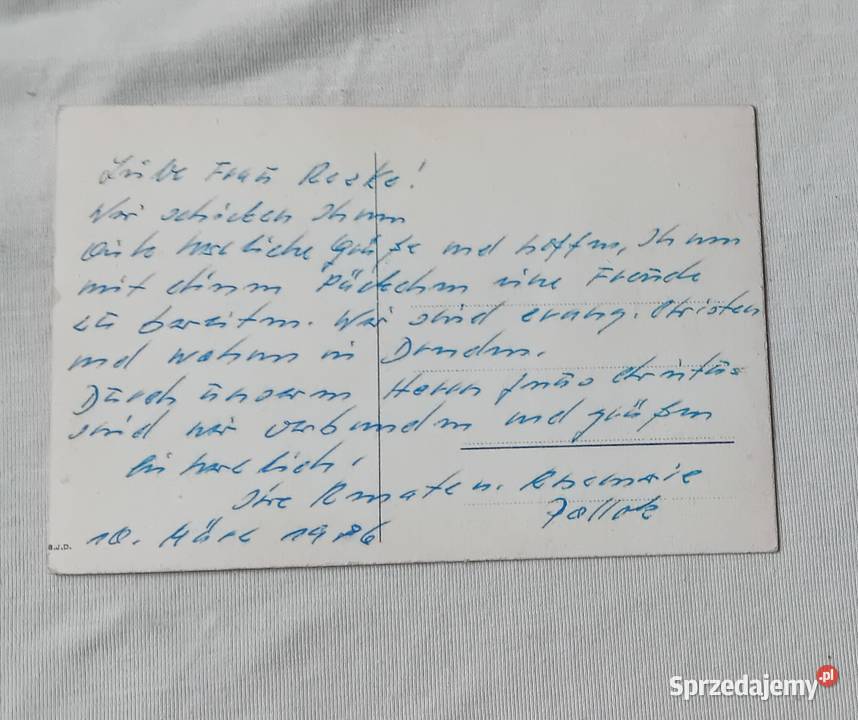 Liebe Frau Reske!
Wir schicken Ihnen
herzliche Grüße und hoffen, Ihnen
mit einem Päckchen eine Freude
zu bereiten. Wir sind evang. Christen
und wohnen in Dresden.
Durch unseren Herrn Jesus Christus
sind wir verbunden und grüßen
Sie herzlich,
Ihre Renate u. Rosemarie
10. März 1986
B.J.D.
Sprzedajemy.pl